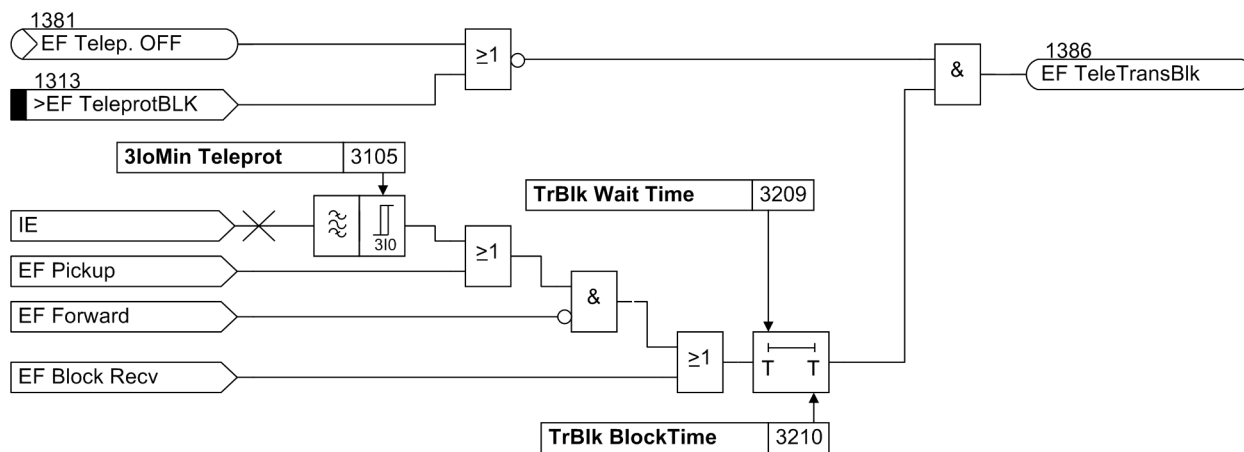 1381
EF Telep. OFF
≥1
1386
EF TeleTransBlk
&
1313
>EF TeleprotBLK
3IoMin Teleprot 3105
TrBlk Wait Time 3209
IE
3I0
≥1
EF Pickup
&
EF Forward
≥1
T T
EF Block Recv
TrBlk BlockTime 3210